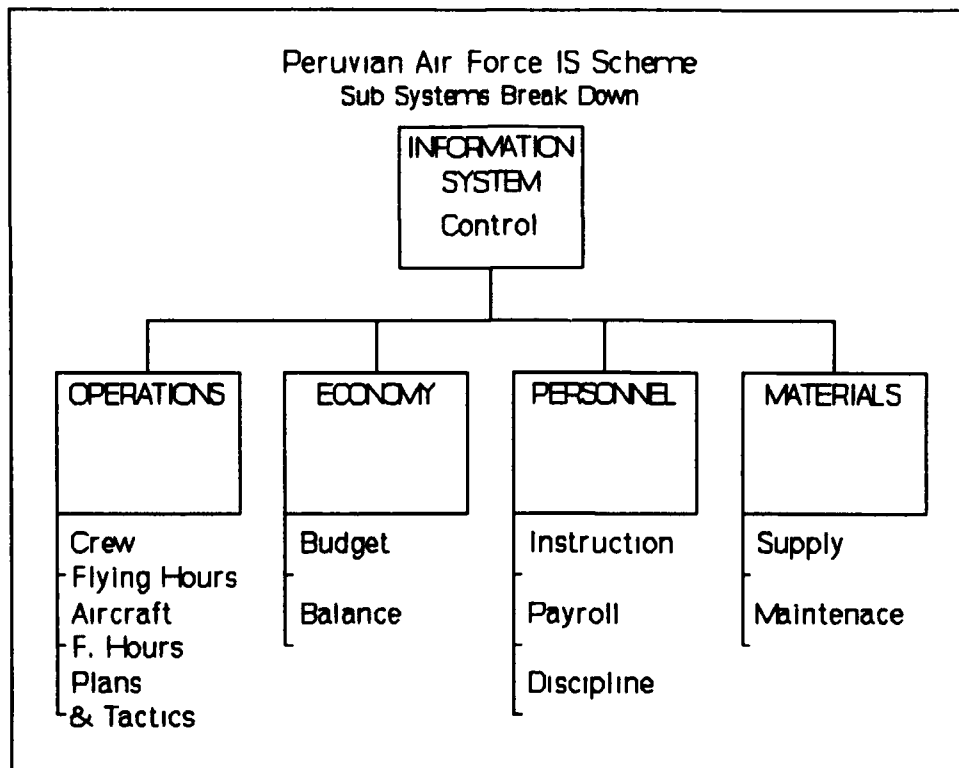 Peruvian Air Force IS Scheme
Sub Systems Break Down
INFORMATION
SYSTEM
Control
OPERATIONS
Crew
Flying Hours
Aircraft
F. Hours
Plans
& Tactics
ECONOMY
Budget
Balance
PERSONNEL
Instruction
Payroll
Discipline
MATERIALS
Supply
Maintenace